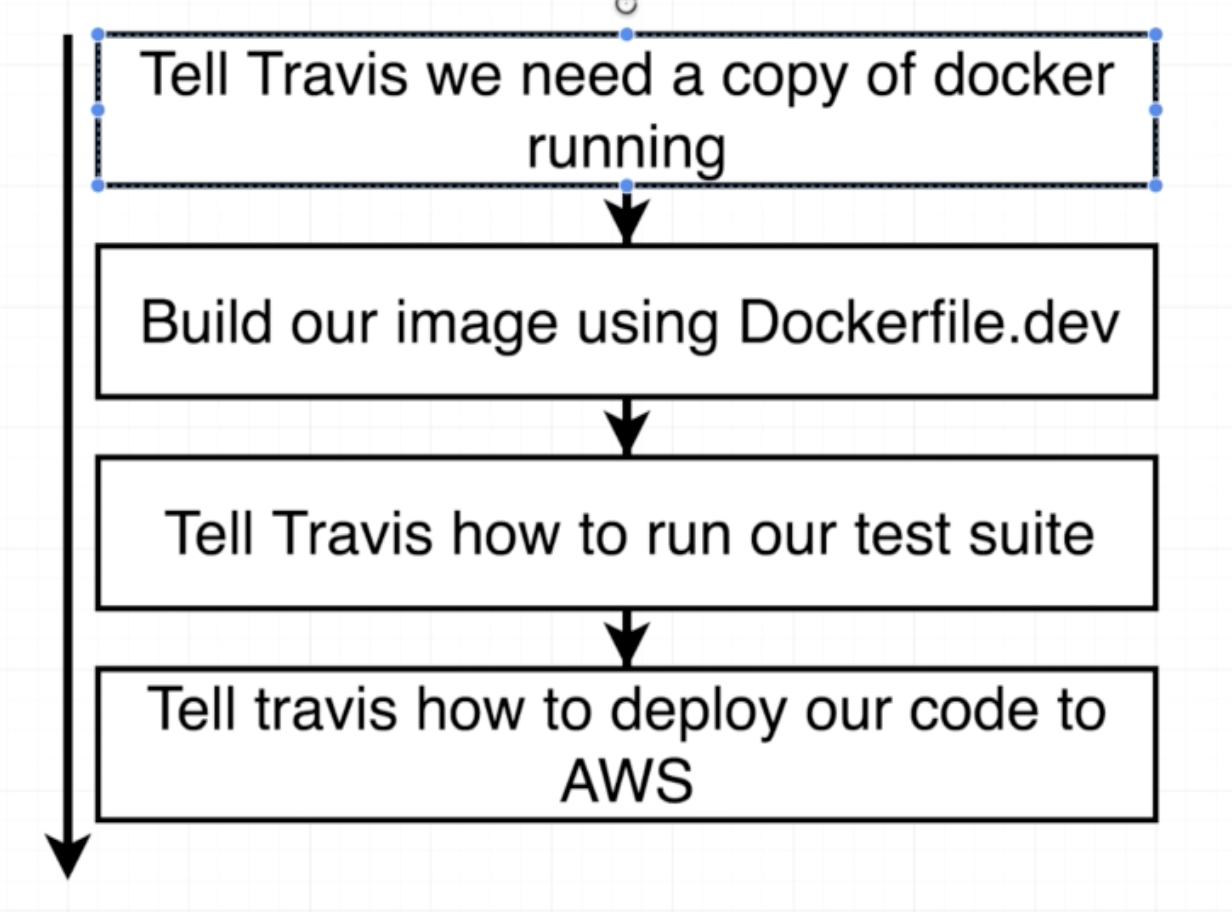 Tell Travis we need a copy of docker
running
Build our image using Dockerfile.dev
Tell Travis how to run our test suite
Tell travis how to deploy our code to
AWS